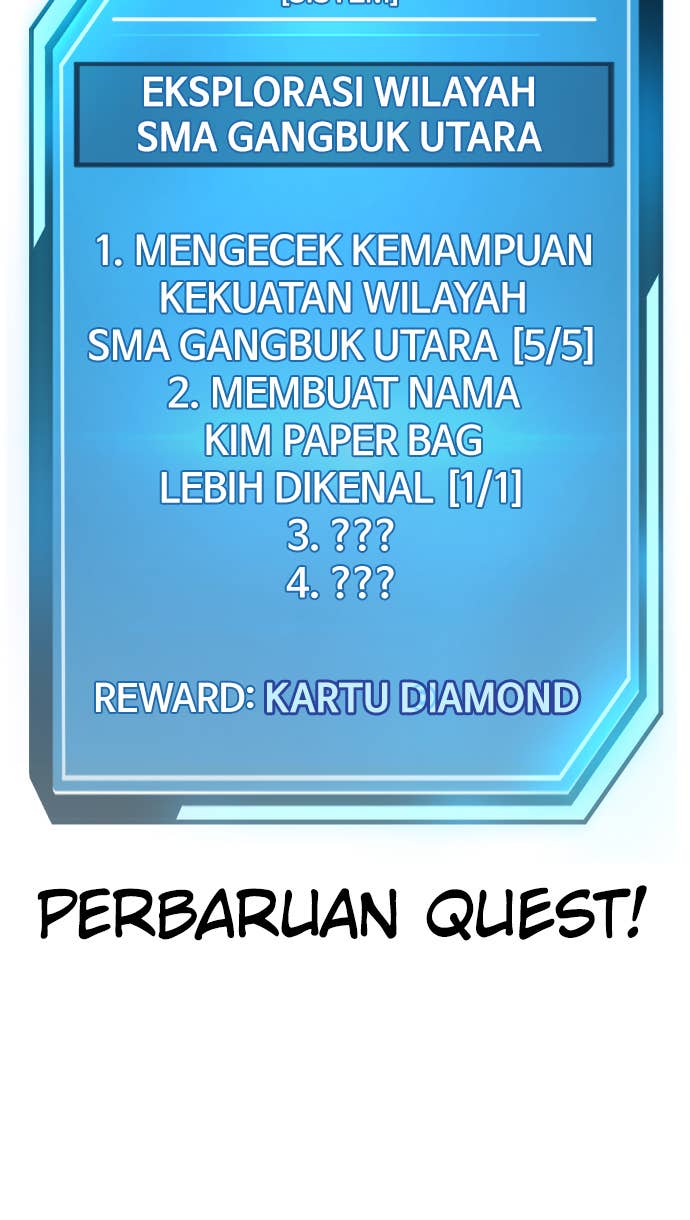 [SISTEM]
EKSPLORASI WILAYAH
SMA GANGBUK UTARA
1. MENGECEK KEMAMPUAN
KEKUATAN WILAYAH
SMA GANGBUK UTARA [5/5]
2. MEMBUAT NAMA
KIM PAPER BAG
LEBIH DIKENAL [1/1]
3. ???
4. ???
REWARD: KARTU DIAMOND
PERBARUAN QUEST!